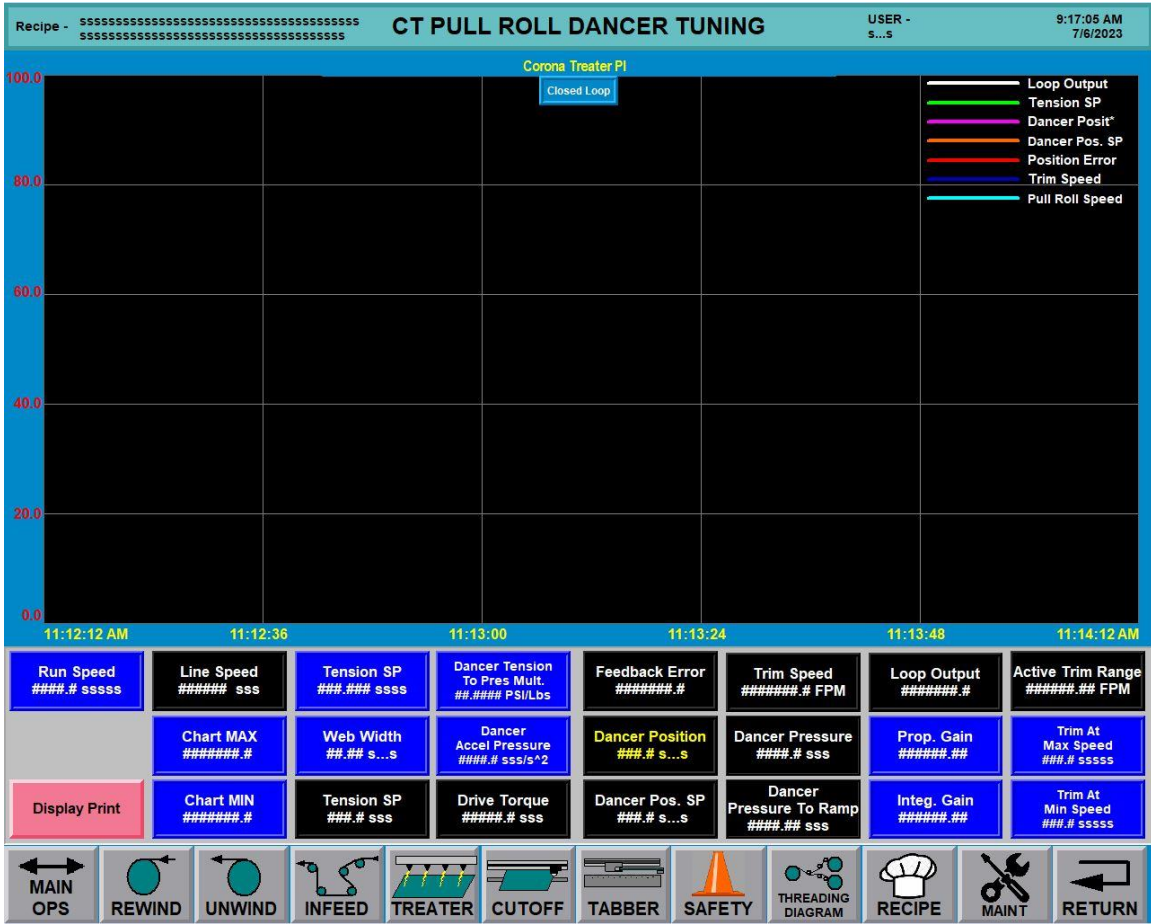 Recipe - ssssssssssssssssssssssssssssssssssssssss
ssssssssssssssssssssssssssssssssssssss
CT PULL ROLL DANCER TUNING
USER -
s...s
9:17:05 AM
7/6/2023
Corona Treater PI
Closed Loop
100.0
80.0
60.0
40.0
20.0
0.0
Loop Output
Tension SP
Dancer Posit*
Dancer Pos. SP
Position Error
Trim Speed
Pull Roll Speed
11:12:12 AM 11:12:36 11:13:00 11:13:24 11:13:48 11:14:12 AM
Run Speed
####.# sssss
Line Speed
###### sss
Tension SP
###.### ssss
Dancer Tension
To Pres Mult.
##.#### PSI/Lbs
Feedback Error
#######.#
Trim Speed
#######.# FPM
Loop Output
#######.#
Active Trim Range
######.## FPM
Chart MAX
#######.#
Web Width
##.## s...s
Dancer
Accel Pressure
####.# sss/s^2
Dancer Position
###.# s...s
Dancer Pressure
####.# sss
Prop. Gain
######.##
Trim At
Max Speed
###.# sssss
Display Print
Chart MIN
#######.#
Tension SP
###.# sss
Drive Torque
#####.# sss
Dancer Pos. SP
###.# s...s
Dancer
Pressure To Ramp
####.## sss
Integ. Gain
######.##
Trim At
Min Speed
###.# sssss
MAIN
OPS
REWIND
UNWIND
INFEED
TREATER
CUTOFF
TABBER
SAFETY
THREADING
DIAGRAM
RECIPE
MAINT
RETURN